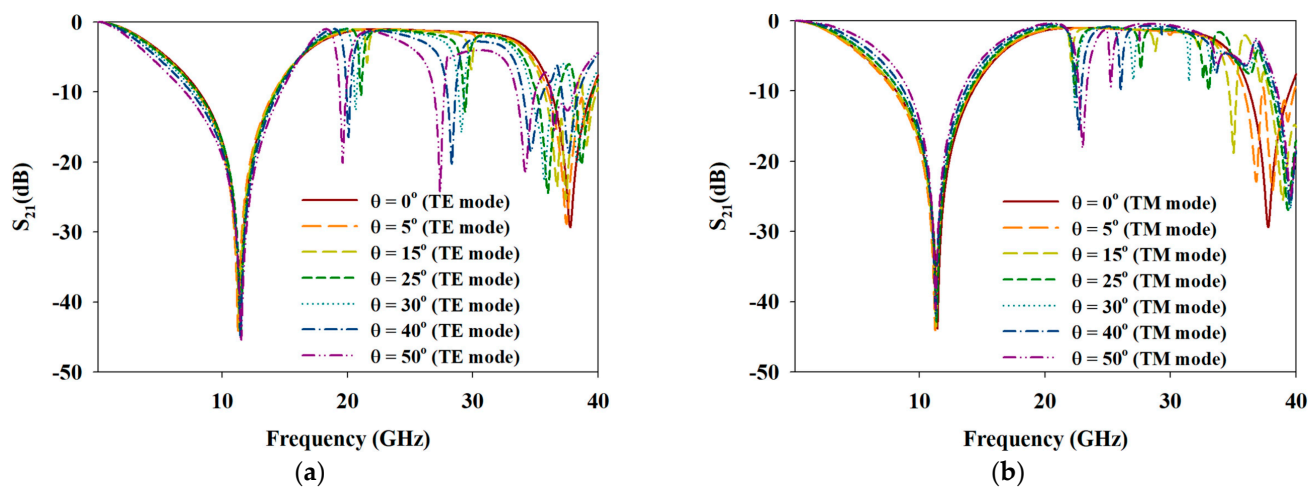 0
-10
-20
-30
-40
-50
S21(dB)
θ = 0° (TE mode)
θ = 5° (TE mode)
θ = 15° (TE mode)
θ = 25° (TE mode)
θ = 30° (TE mode)
θ = 40° (TE mode)
θ = 50° (TE mode)
10 20 30 40
Frequency (GHz)
(a)
0
-10
-20
-30
-40
-50
S21(dB)
θ = 0° (TM mode)
θ = 5° (TM mode)
θ = 15° (TM mode)
θ = 25° (TM mode)
θ = 30° (TM mode)
θ = 40° (TM mode)
θ = 50° (TM mode)
10 20 30 40
Frequency (GHz)
(b)